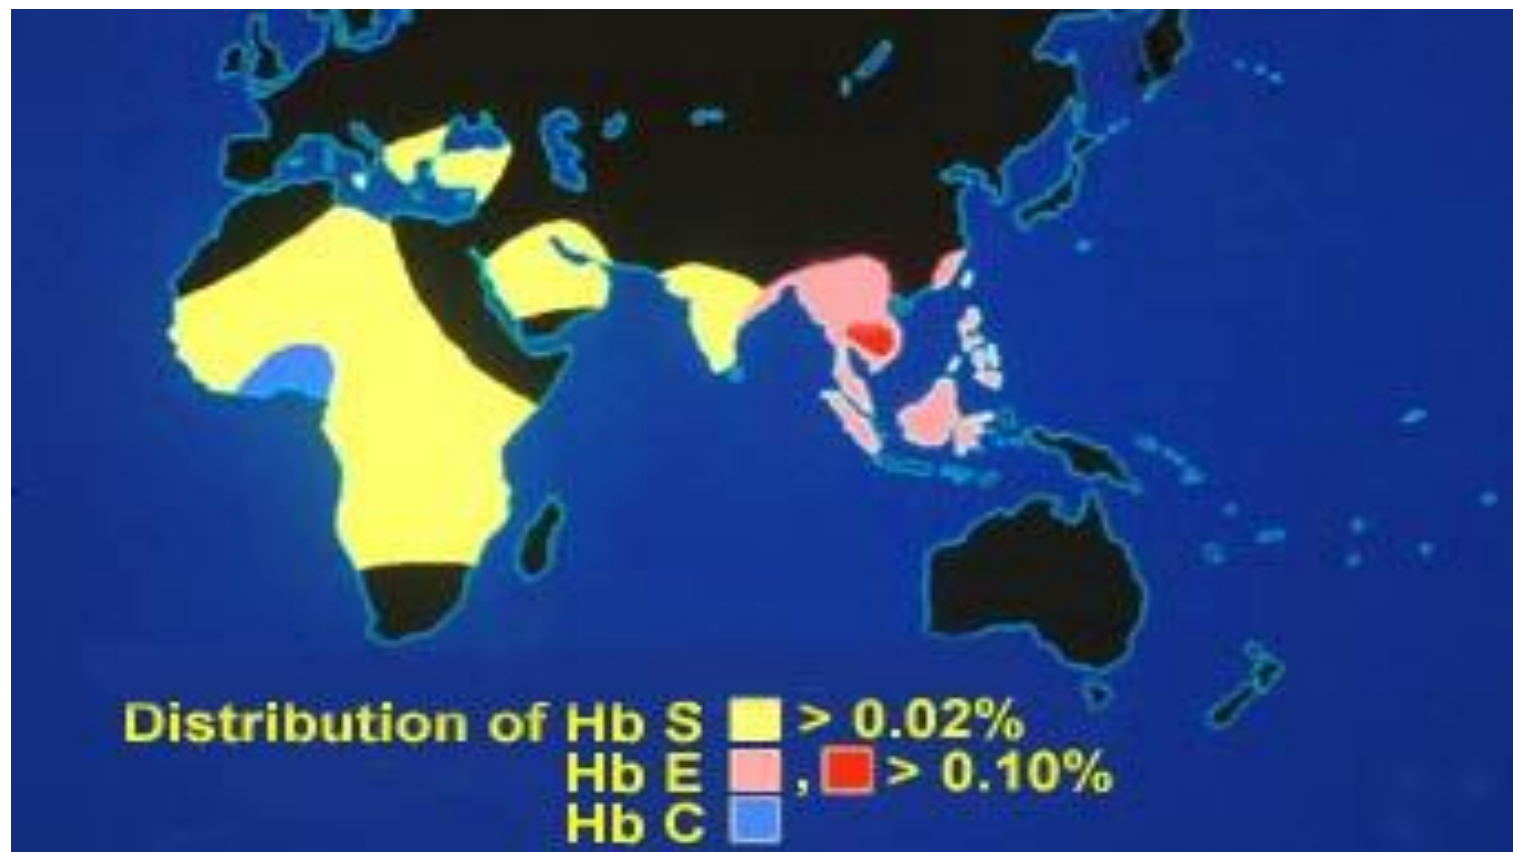 Distribution of Hb S > 0.02%
Hb E , > 0.10%
Hb C